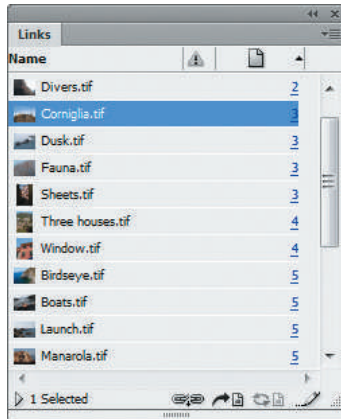 Links
Name
Divers.tif 2
Corniglia.tif 3
Dusk.tif 3
Fauna.tif 3
Sheets.tif 3
Three houses.tif 4
Window.tif 4
Birdseye.tif 5
Boats.tif 5
Launch.tif 5
Manarola.tif 5
1 Selected